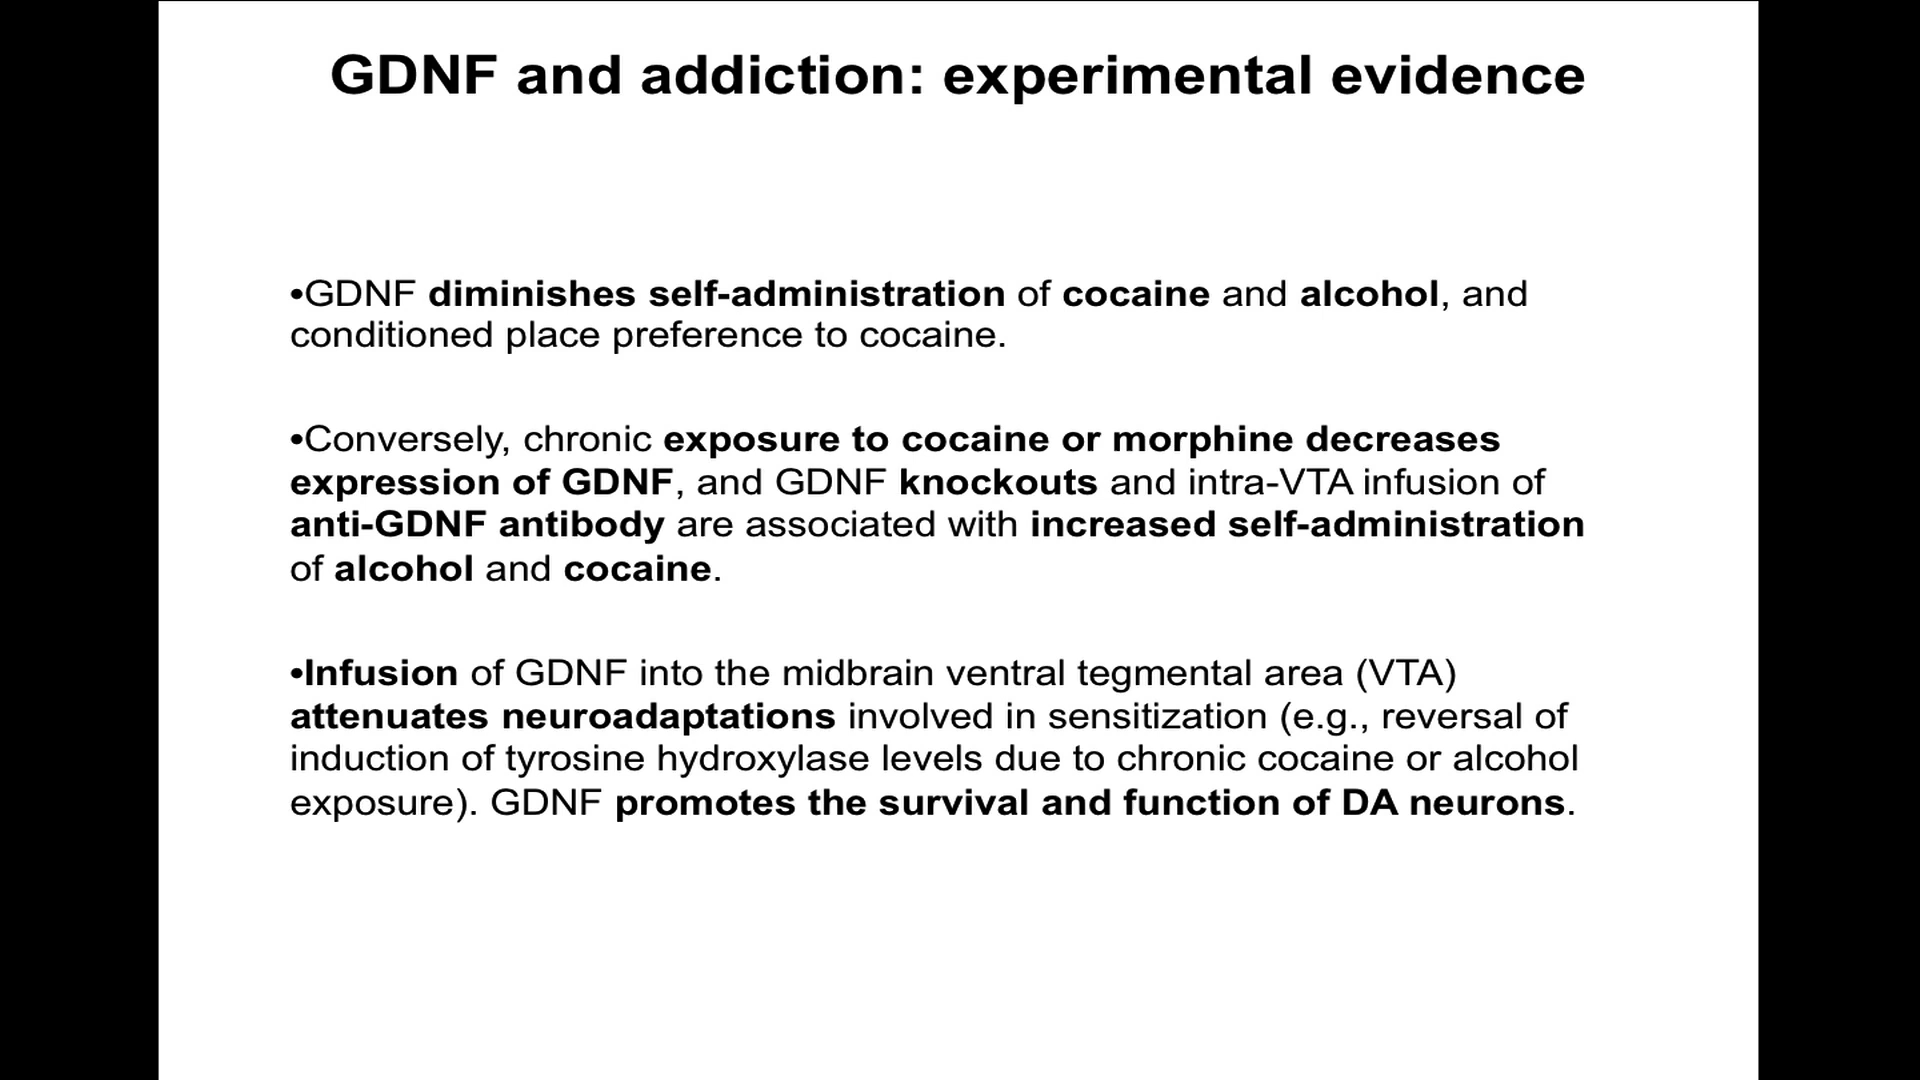 GDNF and addiction: experimental evidence
•GDNF diminishes self-administration of cocaine and alcohol, and
conditioned place preference to cocaine.
•Conversely, chronic exposure to cocaine or morphine decreases
expression of GDNF, and GDNF knockouts and intra-VTA infusion of
anti-GDNF antibody are associated with increased self-administration
of alcohol and cocaine.
•Infusion of GDNF into the midbrain ventral tegmental area (VTA)
attenuates neuroadaptations involved in sensitization (e.g., reversal of
induction of tyrosine hydroxylase levels due to chronic cocaine or alcohol
exposure). GDNF promotes the survival and function of DA neurons.